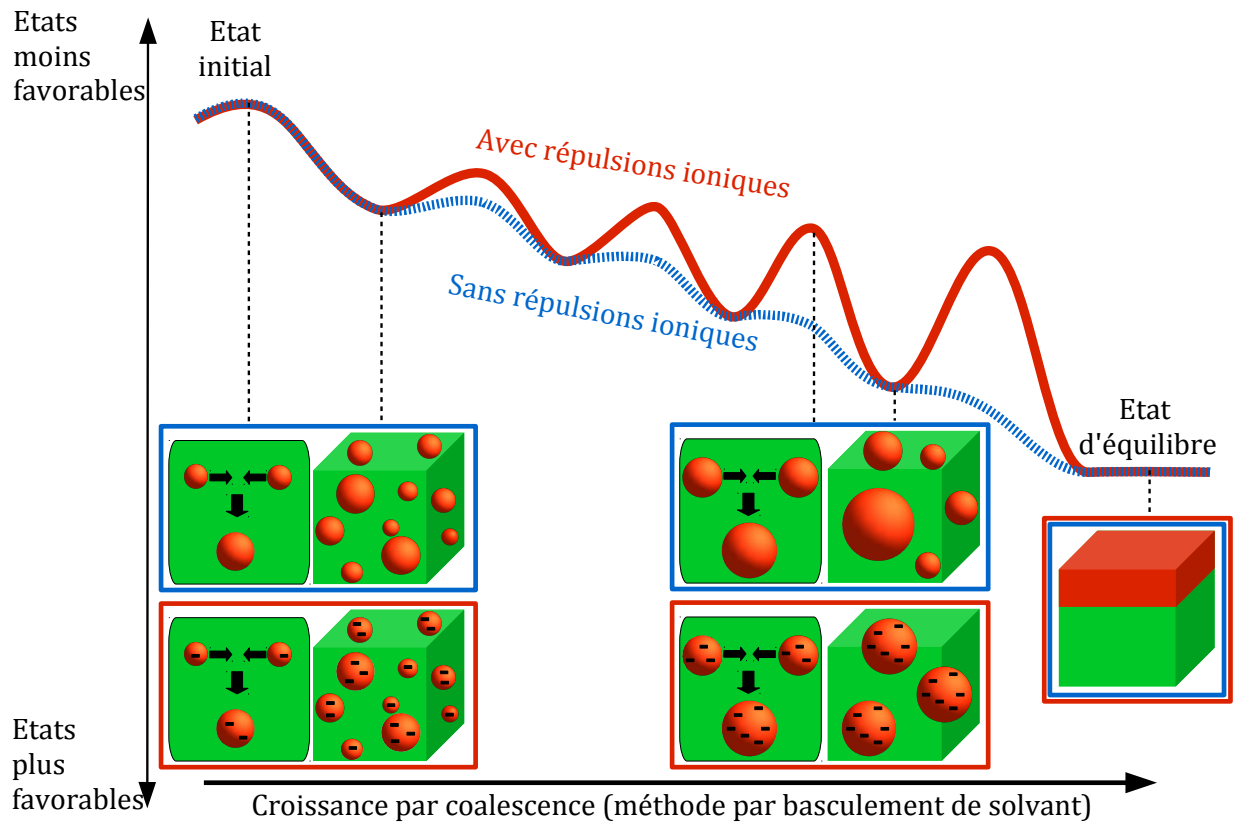 Etats
moins
favorables
Etat
initial
Avec répulsions ioniques
Sans répulsions ioniques
Etat
d'équilibre
Etats
plus
favorables
Croissance par coalescence (méthode par basculement de solvant)